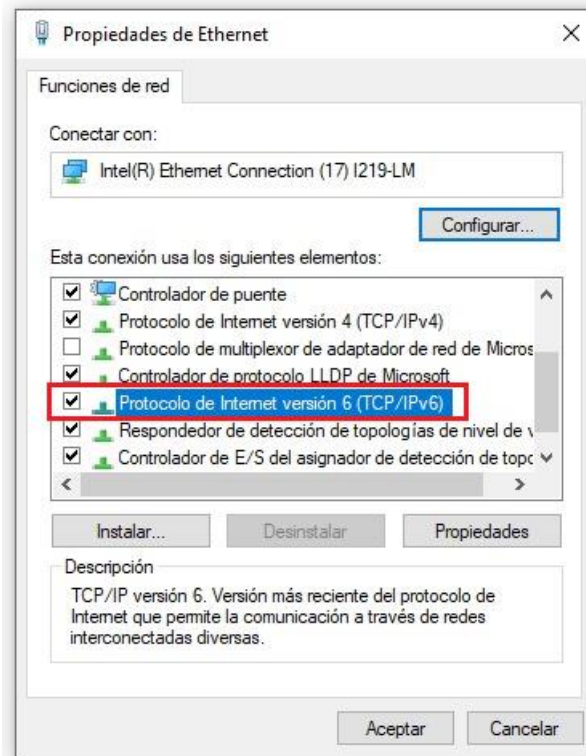 Propiedades de Ethernet
Funciones de red
Conectar con:
Intel(R) Ethernet Connection (17) I219-LM
Configurar...
Esta conexión usa los siguientes elementos:
Controlador de puente
Protocolo de Internet versión 4 (TCP/IPv4)
Protocolo de multiplexor de adaptador de red de Micros
Controlador de protocolo LLDP de Microsoft
Protocolo de Internet versión 6 (TCP/IPv6)
Respondedor de detección de topologías de nivel de v
Controlador de E/S del asignador de detección de topc
Instalar...
Desinstalar
Propiedades
Descripción
TCP/IP versión 6. Versión más reciente del protocolo de
Internet que permite la comunicación a través de redes
interconectadas diversas.
Aceptar
Cancelar